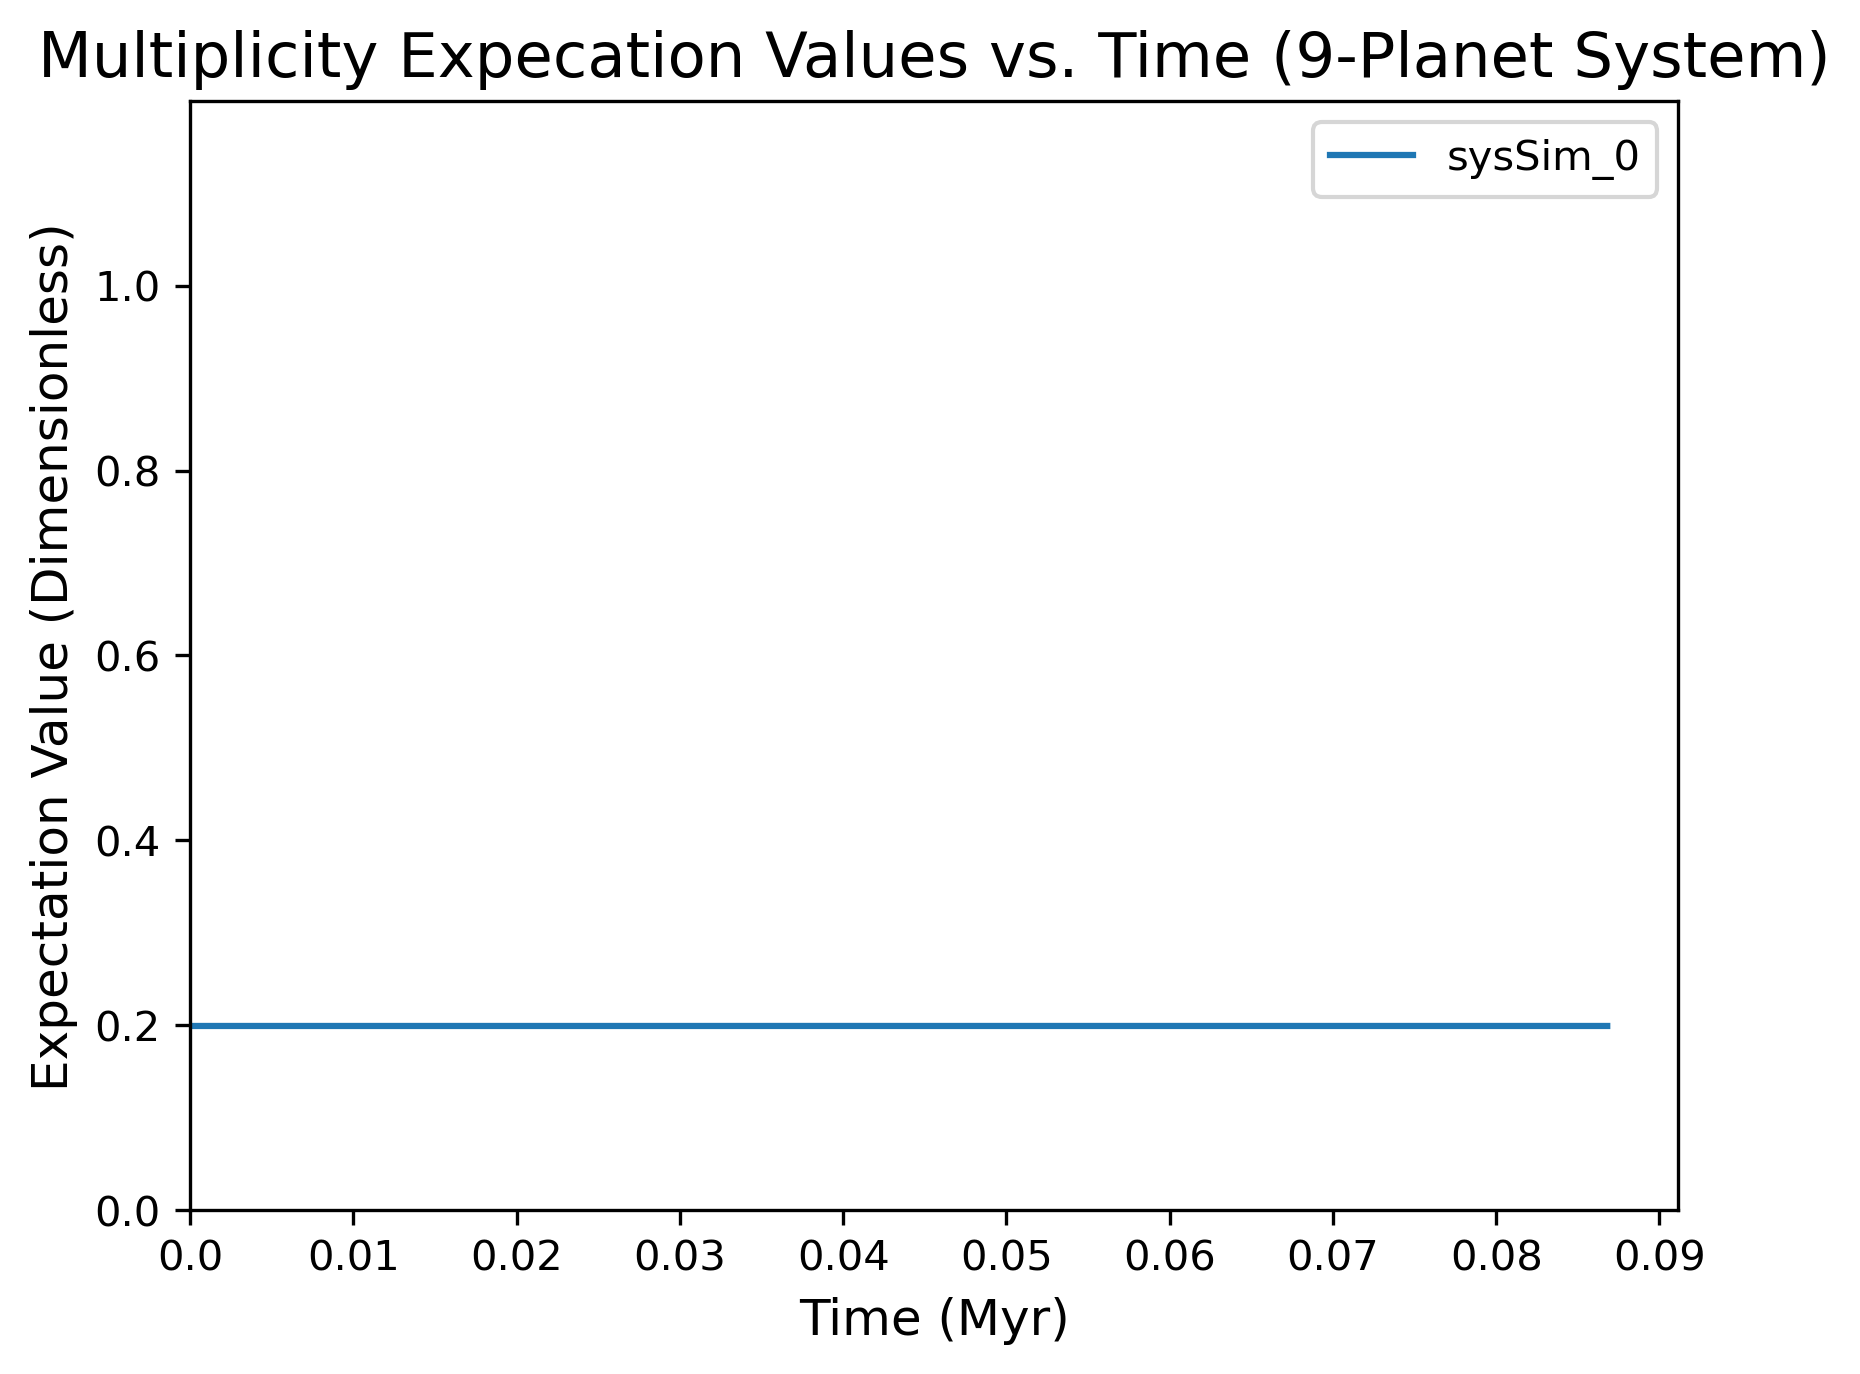 Multiplicity Expecation Values vs. Time (9-Planet System)
sysSim_0
Expectation Value (Dimensionless)
1.0
0.8
0.6
0.4
0.2
0.0
0.0 0.01 0.02 0.03 0.04 0.05 0.06 0.07 0.08 0.09
Time (Myr)